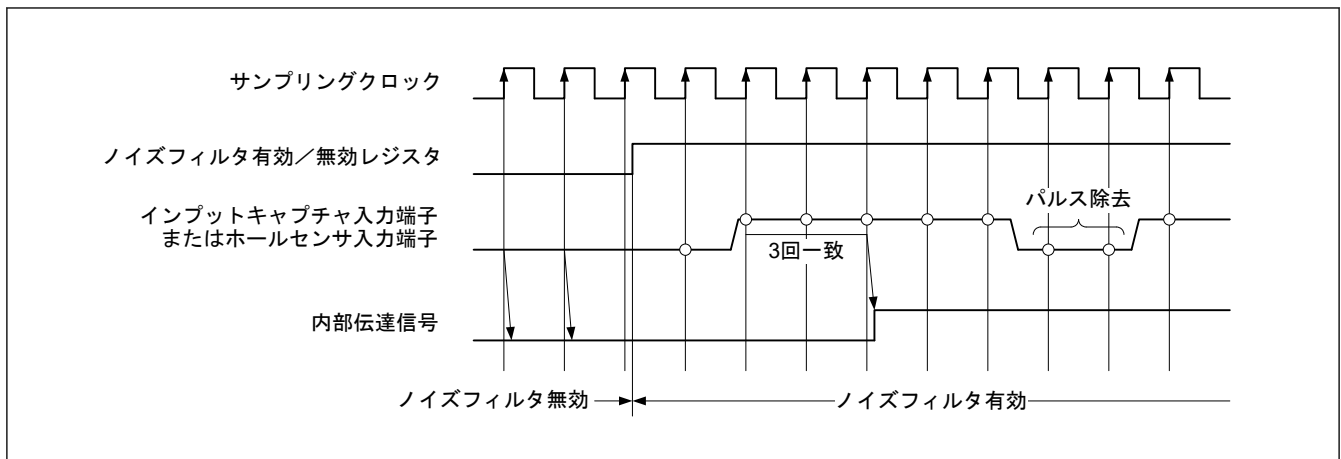 サンプリングクロック
ノイズフィルタ有効／無効レジスタ
インプットキャプチャ入力端子
またはホールセンサ入力端子
パルス除去
3回一致
内部伝達信号
ノイズフィルタ無効
ノイズフィルタ有効